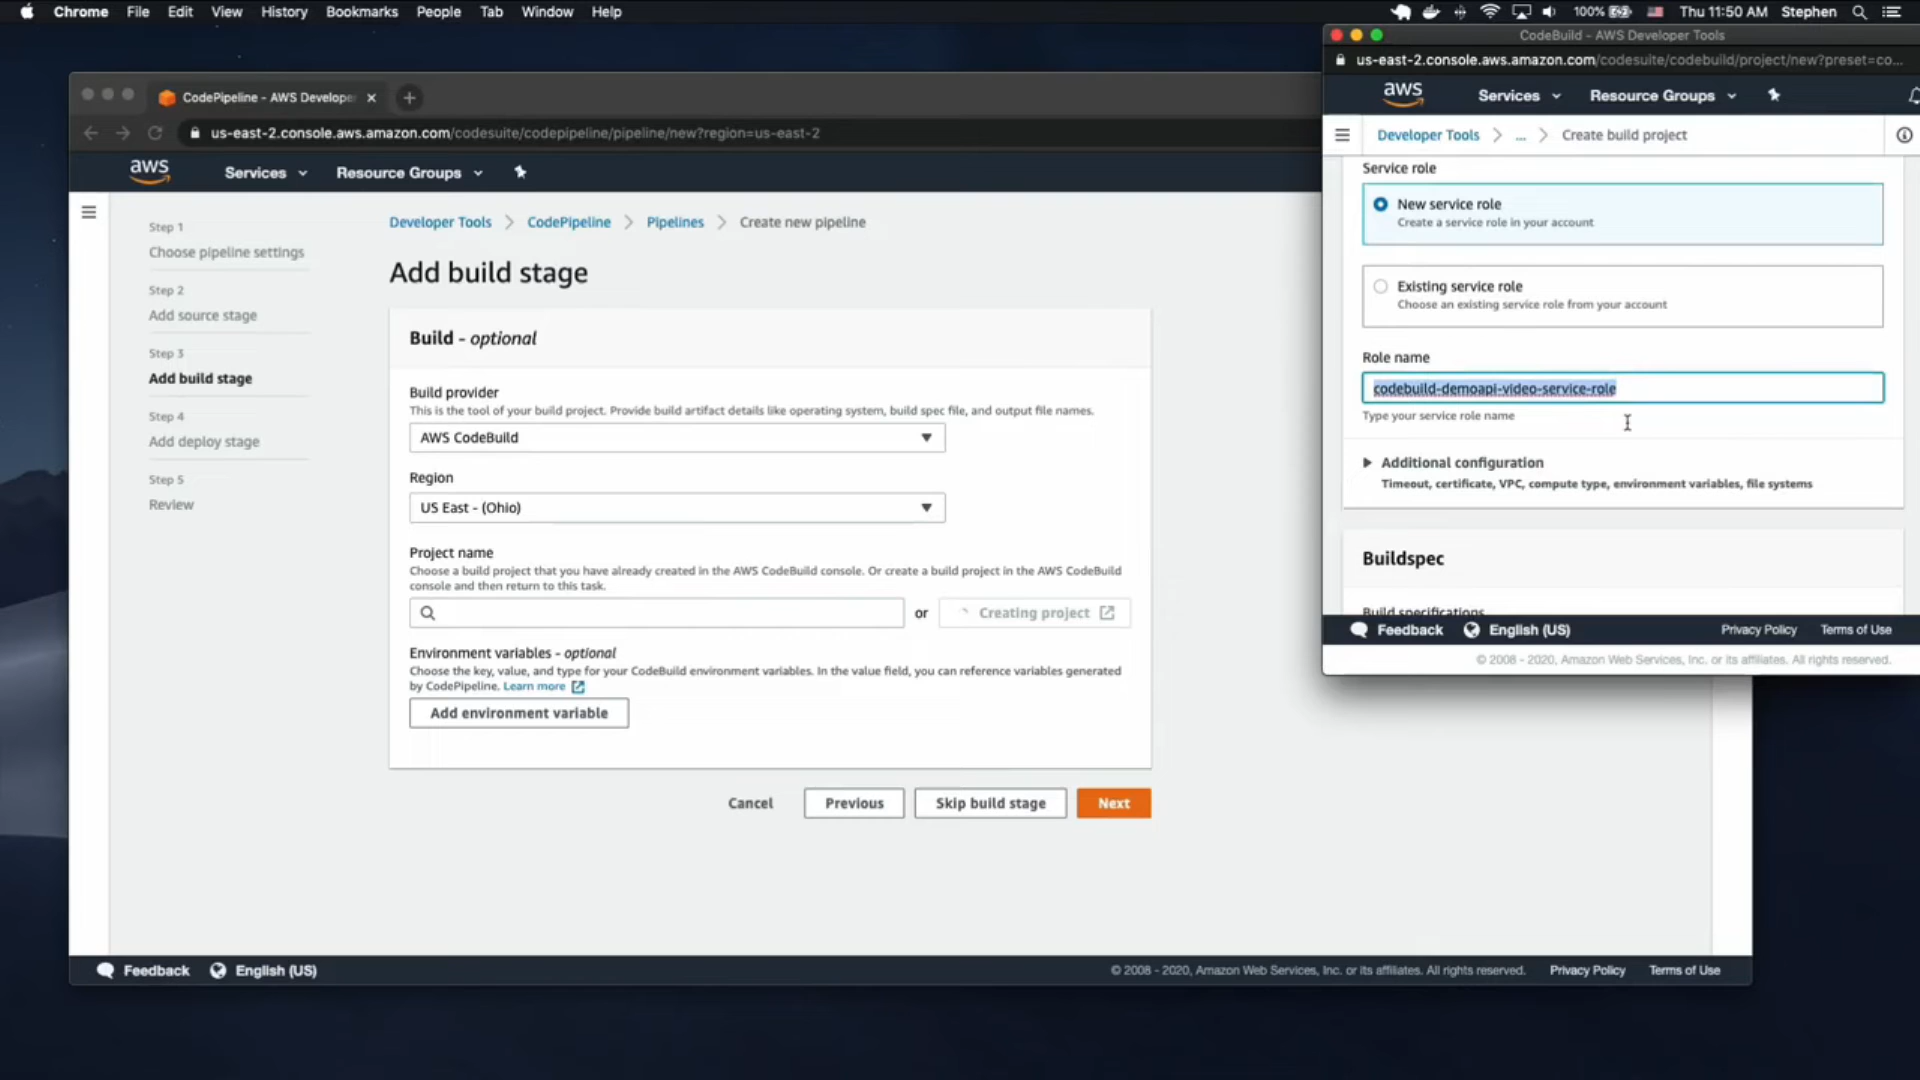 Chrome File Edit View History Bookmarks People Tab Window Help
100% Thu 11:50 AM Stephen
CodePipeline - AWS Develope
us-east-2.console.aws.amazon.com/codesuite/codepipeline/pipeline/new?region=us-east-2
aws Services Resource Groups
Step 1
Choose pipeline settings
Step 2
Add source stage
Step 3
Add build stage
Step 4
Add deploy stage
Step 5
Review
Developer Tools CodePipeline Pipelines Create new pipeline
Add build stage
Build - optional
Build provider
This is the tool of your build project. Provide build artifact details like operating system, build spec file, and output file names.
AWS CodeBuild
Region
US East - (Ohio)
Project name
Choose a build project that you have already created in the AWS CodeBuild console. Or create a build project in the AWS CodeBuild
console and then return to this task.
or Creating project
Environment variables - optional
Choose the key, value, and type for your CodeBuild environment variables. In the value field, you can reference variables generated
by CodePipeline. Learn more
Add environment variable
Cancel Previous Skip build stage Next
Feedback English (US)
© 2008 - 2020, Amazon Web Services, Inc. or its affiliates. All rights reserved. Privacy Policy Terms of Use
CodeBuild - AWS Developer Tools
us-east-2.console.aws.amazon.com/codesuite/codebuild/project/new?preset=co...
aws Services Resource Groups
Developer Tools ... Create build project
Service role
New service role
Create a service role in your account
Existing service role
Choose an existing service role from your account
Role name
codebuild-demoapi-video-service-role
Type your service role name
Additional configuration
Timeout, certificate, VPC, compute type, environment variables, file systems
Buildspec
Build specifications
Feedback English (US) Privacy Policy Terms of Use
© 2008 - 2020, Amazon Web Services, Inc. or its affiliates. All rights reserved.